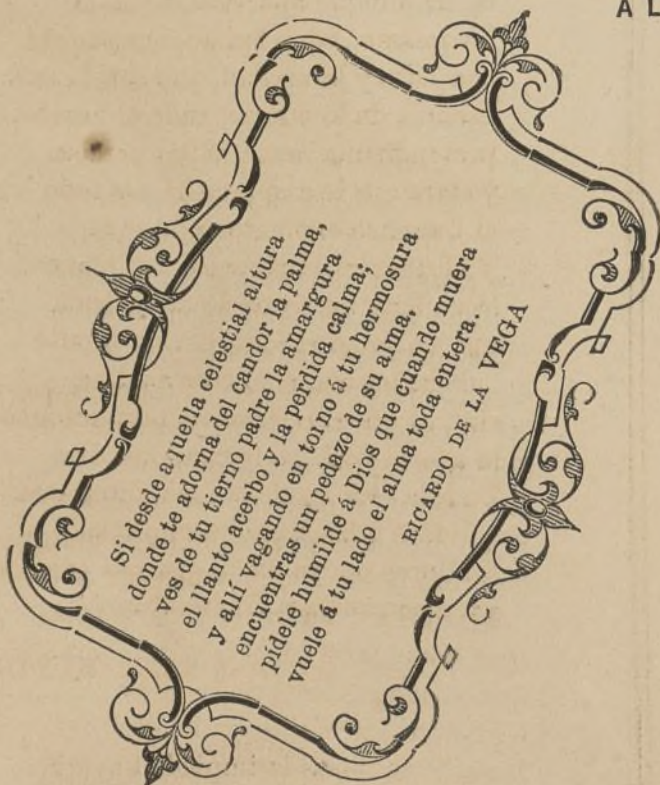 A L
Si desde aquella celestial altura
donde te adorna del candor la palma,
ves de tu tierno padre la amargura
el llanto acerbo y la perdida calma;
y allí vagando en torno á tu hermosura
encuentras un pedazo de su alma,
pídele humilde á Dios que cuando muera
vuele á tu lado el alma toda entera.
RICARDO DE LA VEGA